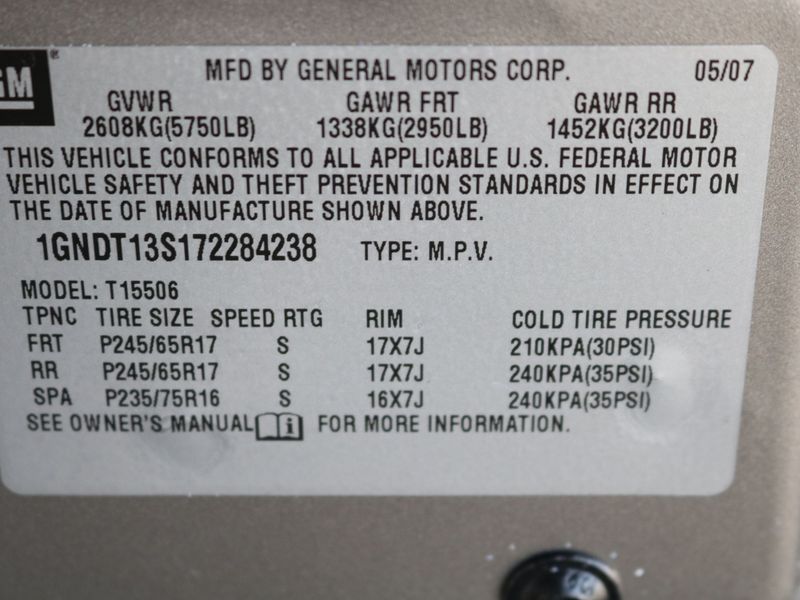 GM
MFD BY GENERAL MOTORS CORP. 05/07
GVWR GAWR FRT GAWR RR
2608KG(5750LB) 1338KG(2950LB) 1452KG(3200LB)
THIS VEHICLE CONFORMS TO ALL APPLICABLE U.S. FEDERAL MOTOR
VEHICLE SAFETY AND THEFT PREVENTION STANDARDS IN EFFECT ON
THE DATE OF MANUFACTURE SHOWN ABOVE.
1GNDT13S172284238 TYPE: M.P.V.
MODEL: T15506
TPNC TIRE SIZE SPEED RTG RIM COLD TIRE PRESSURE
FRT P245/65R17 S 17X7J 210KPA(30PSI)
RR P245/65R17 S 17X7J 240KPA(35PSI)
SPA P235/75R16 S 16X7J 240KPA(35PSI)
SEE OWNER'S MANUAL i FOR MORE INFORMATION.